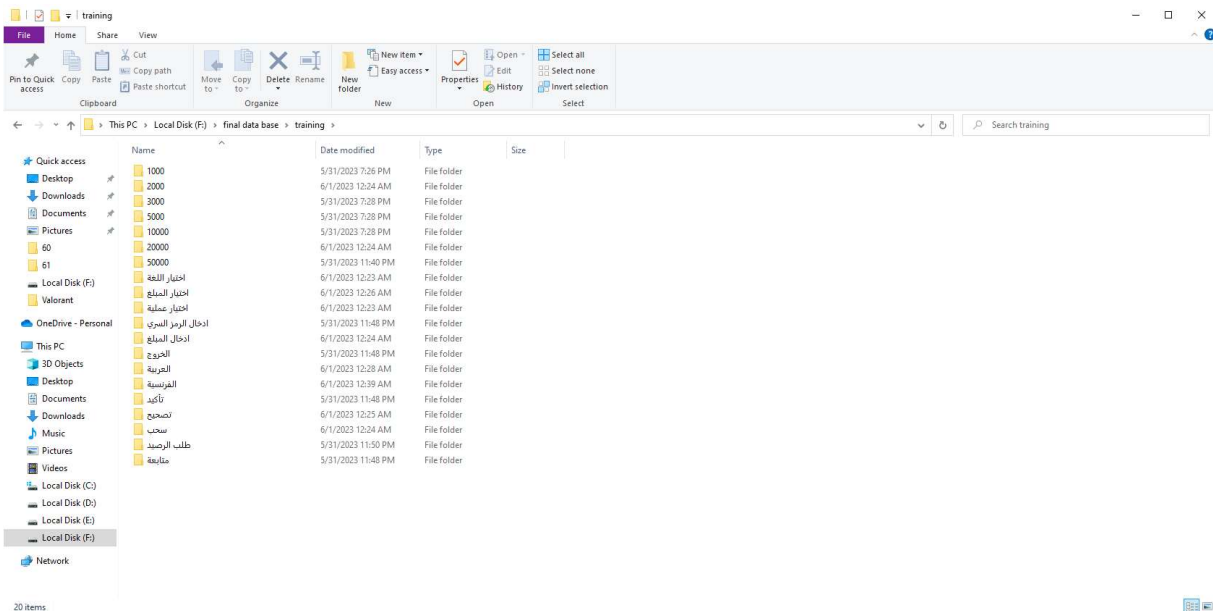 training
File Home Share View
Pin to Quick access
Copy
Paste
Cut
Copy path
Paste shortcut
Clipboard
Move to
Copy to
Delete
Rename
Organize
New folder
New item
Easy access
New
Properties
Open
Edit
History
Open
Select all
Select none
Invert selection
Select
This PC > Local Disk (F:) > final data base > training >
Search training
Quick access
Desktop
Downloads
Documents
Pictures
60
61
Local Disk (F:)
Valorant
OneDrive - Personal
This PC
3D Objects
Desktop
Documents
Downloads
Music
Pictures
Videos
Local Disk (C:)
Local Disk (D:)
Local Disk (E:)
Local Disk (F:)
Network
Name Date modified Type Size
1000 5/31/2023 7:26 PM File folder
2000 6/1/2023 12:24 AM File folder
3000 5/31/2023 7:28 PM File folder
5000 5/31/2023 7:28 PM File folder
10000 5/31/2023 7:28 PM File folder
20000 6/1/2023 12:24 AM File folder
50000 5/31/2023 11:40 PM File folder
اختيار اللغة 6/1/2023 12:23 AM File folder
اختيار المبلغ 6/1/2023 12:26 AM File folder
اختيار عملية 6/1/2023 12:23 AM File folder
ادخال الرمز السري 5/31/2023 11:48 PM File folder
ادخال المبلغ 6/1/2023 12:24 AM File folder
الخروج 5/31/2023 11:48 PM File folder
العربية 6/1/2023 12:28 AM File folder
الفرنسية 6/1/2023 12:39 AM File folder
تأكيد 5/31/2023 11:48 PM File folder
تصحيح 6/1/2023 12:25 AM File folder
سحب 6/1/2023 12:24 AM File folder
طلب الرصيد 5/31/2023 11:50 PM File folder
متابعة 5/31/2023 11:48 PM File folder
20 items